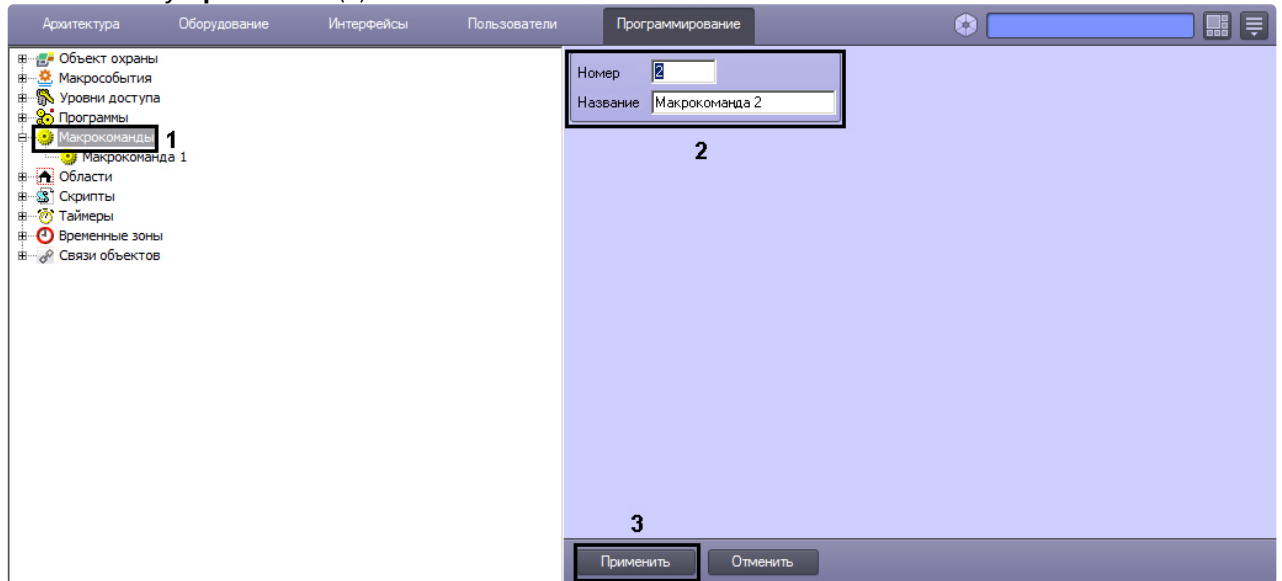 Архитектура Оборудование Интерфейсы Пользователи Программирование
Объект охраны
Макрособытия
Уровни доступа
Программы
Макрокоманды 1
Макрокоманда 1
Области
Скрипты
Таймеры
Временные зоны
Связи объектов
Номер 2
Название Макрокоманда 2
2
3
Применить Отменить